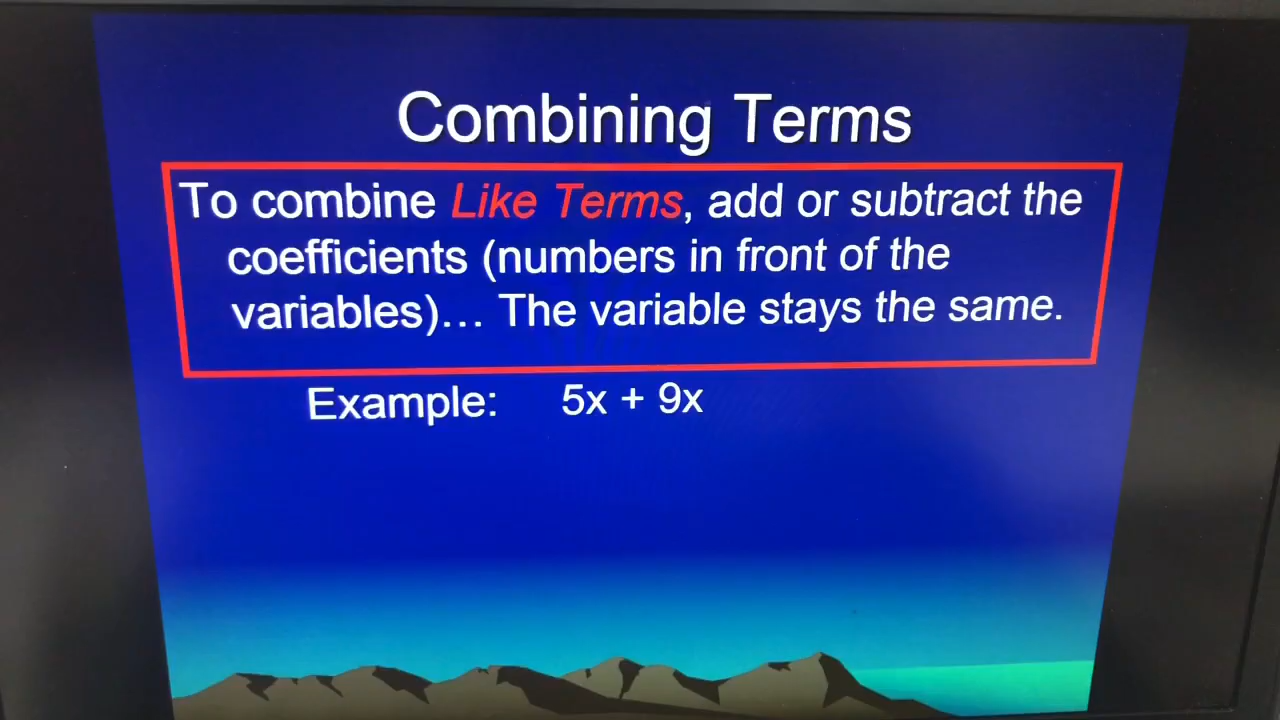 Combining Terms
To combine Like Terms, add or subtract the
coefficients (numbers in front of the
variables)... The variable stays the same.
Example: 5x + 9x